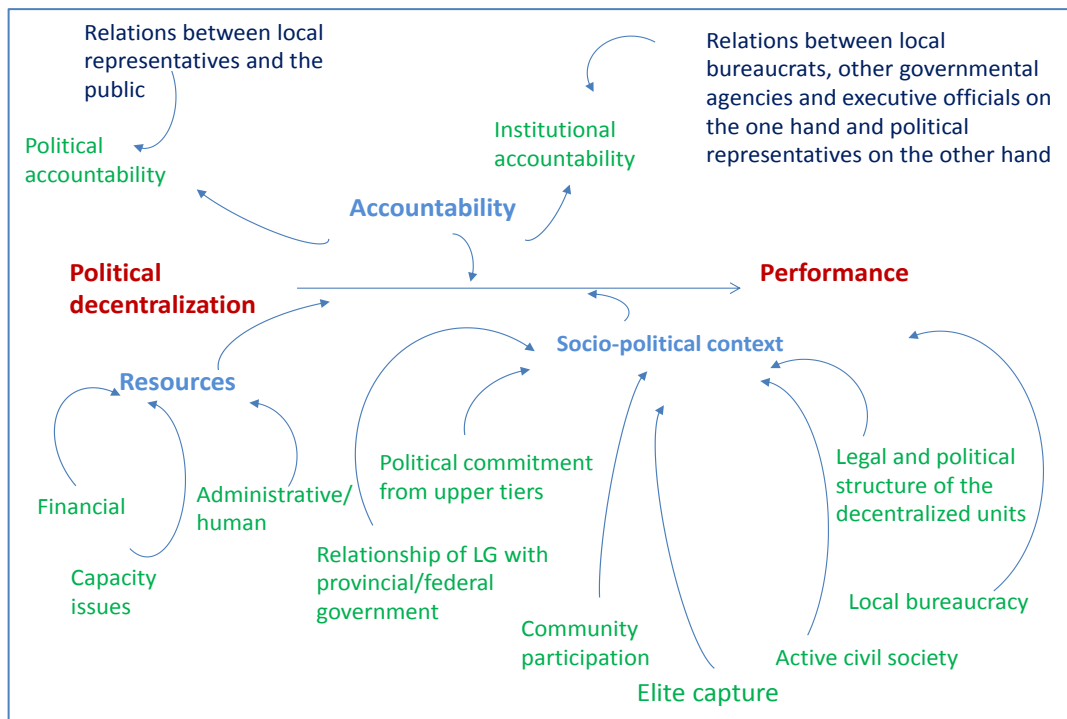 Relations between local
representatives and the
public
Relations between local
bureaucrats, other governmental
agencies and executive officials on
the one hand and political
representatives on the other hand
Political
accountability
Institutional
accountability
Accountability
Political
decentralization
Performance
Socio-political context
Resources
Financial
Administrative/
human
Capacity
issues
Political commitment
from upper tiers
Relationship of LG with
provincial/federal
government
Community
participation
Elite capture
Legal and political
structure of the
decentralized units
Local bureaucracy
Active civil society